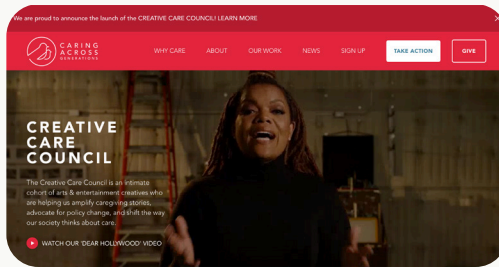 We are proud to announce the launch of the CREATIVE CARE COUNCIL! LEARN MORE
CARING
ACROSS
GENERATIONS
WHY CARE
ABOUT
OUR WORK
NEWS
SIGN UP
TAKE ACTION
GIVE
CREATIVE
CARE
COUNCIL
The Creative Care Council is an intimate
cohort of arts & entertainment creatives who
are helping us amplify caregiving stories,
advocate for policy change, and shift the way
our society thinks about care.
WATCH OUR 'DEAR HOLLYWOOD' VIDEO